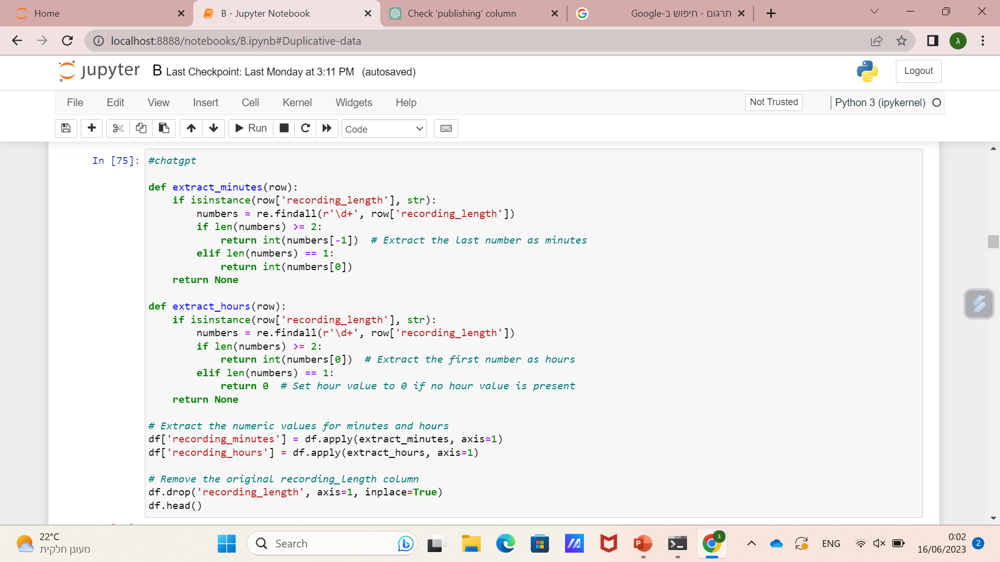 Home
B - Jupyter Notebook
Check 'publishing' column
תרגום - חיפוש ב-Google
localhost:8888/notebooks/B.ipynb#Duplicative-data
ג
jupyter B Last Checkpoint: Last Monday at 3:11 PM (autosaved)
Logout
File Edit View Insert Cell Kernel Widgets Help
Not Trusted
Python 3 (ipykernel)
Run
Code
In [75]:
#chatgpt
def extract_minutes(row):
    if isinstance(row['recording_length'], str):
        numbers = re.findall(r'\d+', row['recording_length'])
        if len(numbers) >= 2:
            return int(numbers[-1])  # Extract the last number as minutes
        elif len(numbers) == 1:
            return int(numbers[0])
    return None
def extract_hours(row):
    if isinstance(row['recording_length'], str):
        numbers = re.findall(r'\d+', row['recording_length'])
        if len(numbers) >= 2:
            return int(numbers[0])  # Extract the first number as hours
        elif len(numbers) == 1:
            return 0  # Set hour value to 0 if no hour value is present
    return None
# Extract the numeric values for minutes and hours
df['recording_minutes'] = df.apply(extract_minutes, axis=1)
df['recording_hours'] = df.apply(extract_hours, axis=1)
# Remove the original recording_length column
df.drop('recording_length', axis=1, inplace=True)
df.head()
22°C
מעונן חלקית
Search
ENG
0:02
16/06/2023
2